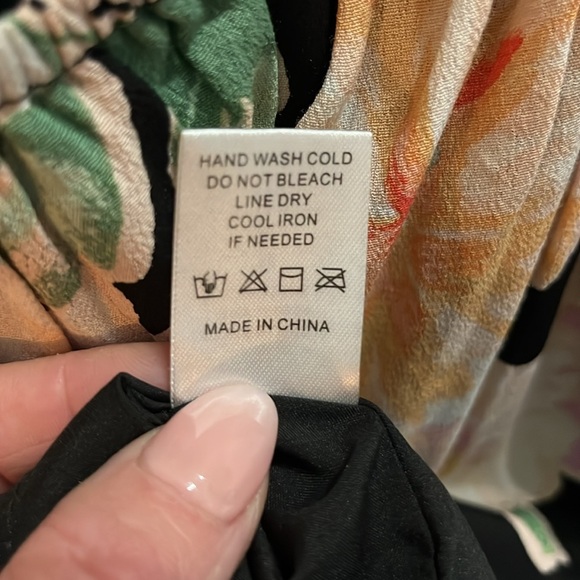 HAND WASH COLD
DO NOT BLEACH
LINE DRY
COOL IRON
IF NEEDED
MADE IN CHINA